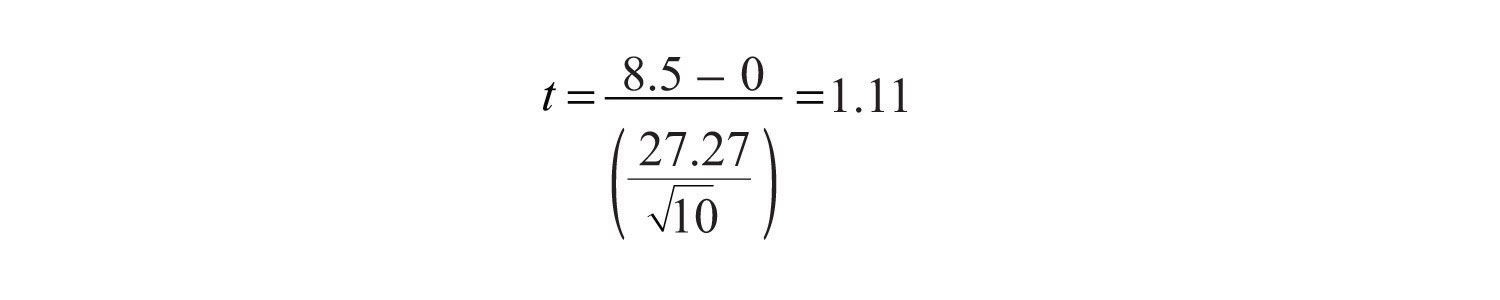 t = (8.5 – 0) / (27.27 / √10) = 1.11